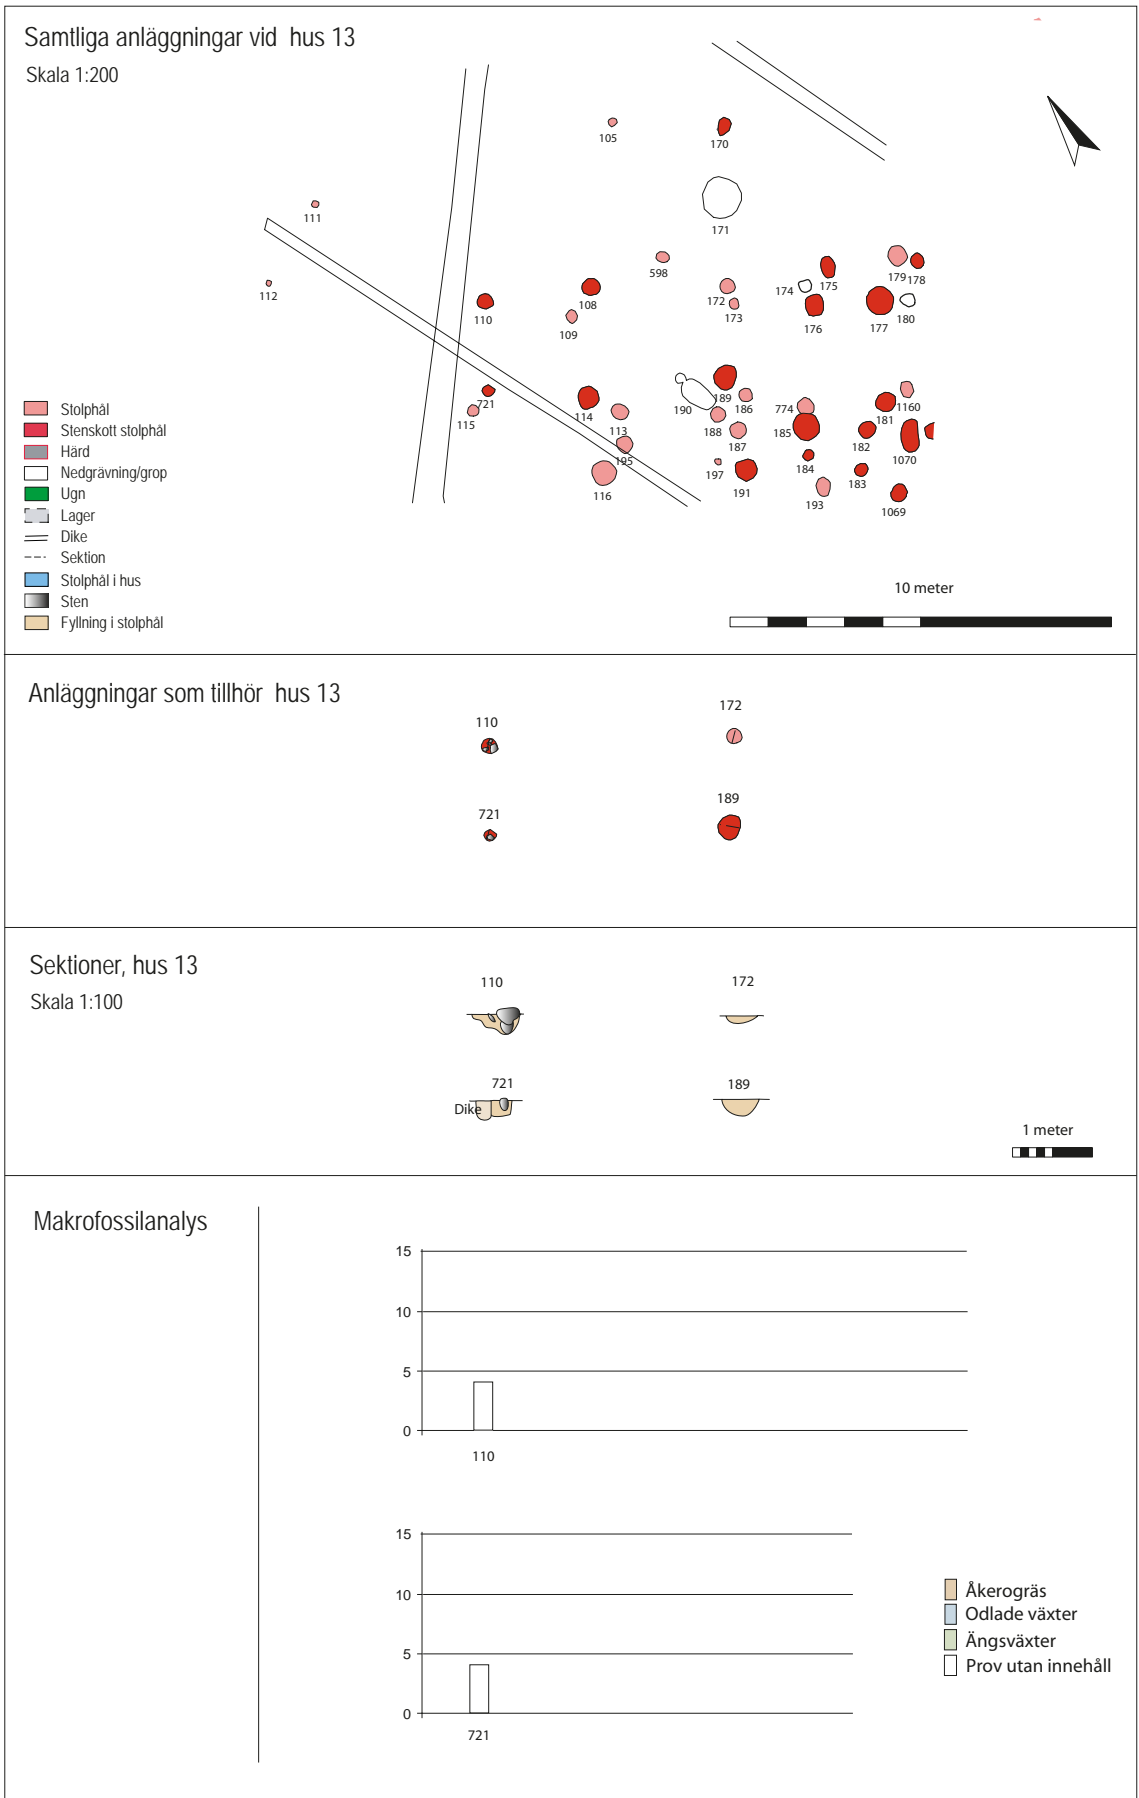 Samtliga anläggningar vid hus 13
Skala 1:200
105
170
111
171
598
179
178
112
174
175
108
172
173
110
109
176
177
180
721
114
189
186
190
774
1160
181
115
113
188
187
185
182
1070
195
197
184
116
191
193
183
1069
Stolphål
Stenskott stolphål
Härd
Nedgrävning/grop
Ugn
Lager
Dike
Sektion
Stolphål i hus
Sten
Fyllning i stolphål
10 meter
Anläggningar som tillhör hus 13
110
172
721
189
Sektioner, hus 13
Skala 1:100
110
172
721
189
Dike
1 meter
Makrofossilanalys
15
10
5
0
110
15
10
5
0
721
Åkerogräs
Odlade växter
Ängsväxter
Prov utan innehåll